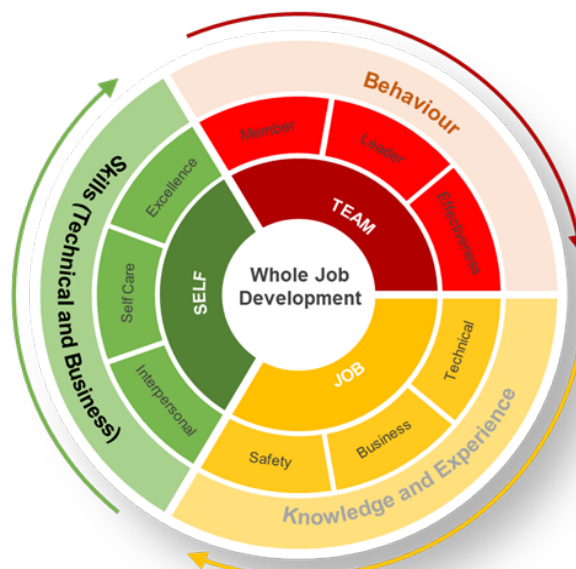 Whole Job
Development
TEAM
Member
Leader
Effectiveness
Behaviour
JOB
Technical
Business
Safety
Knowledge and Experience
SELF
Interpersonal
Self Care
Excellence
Skills (Technical and Business)